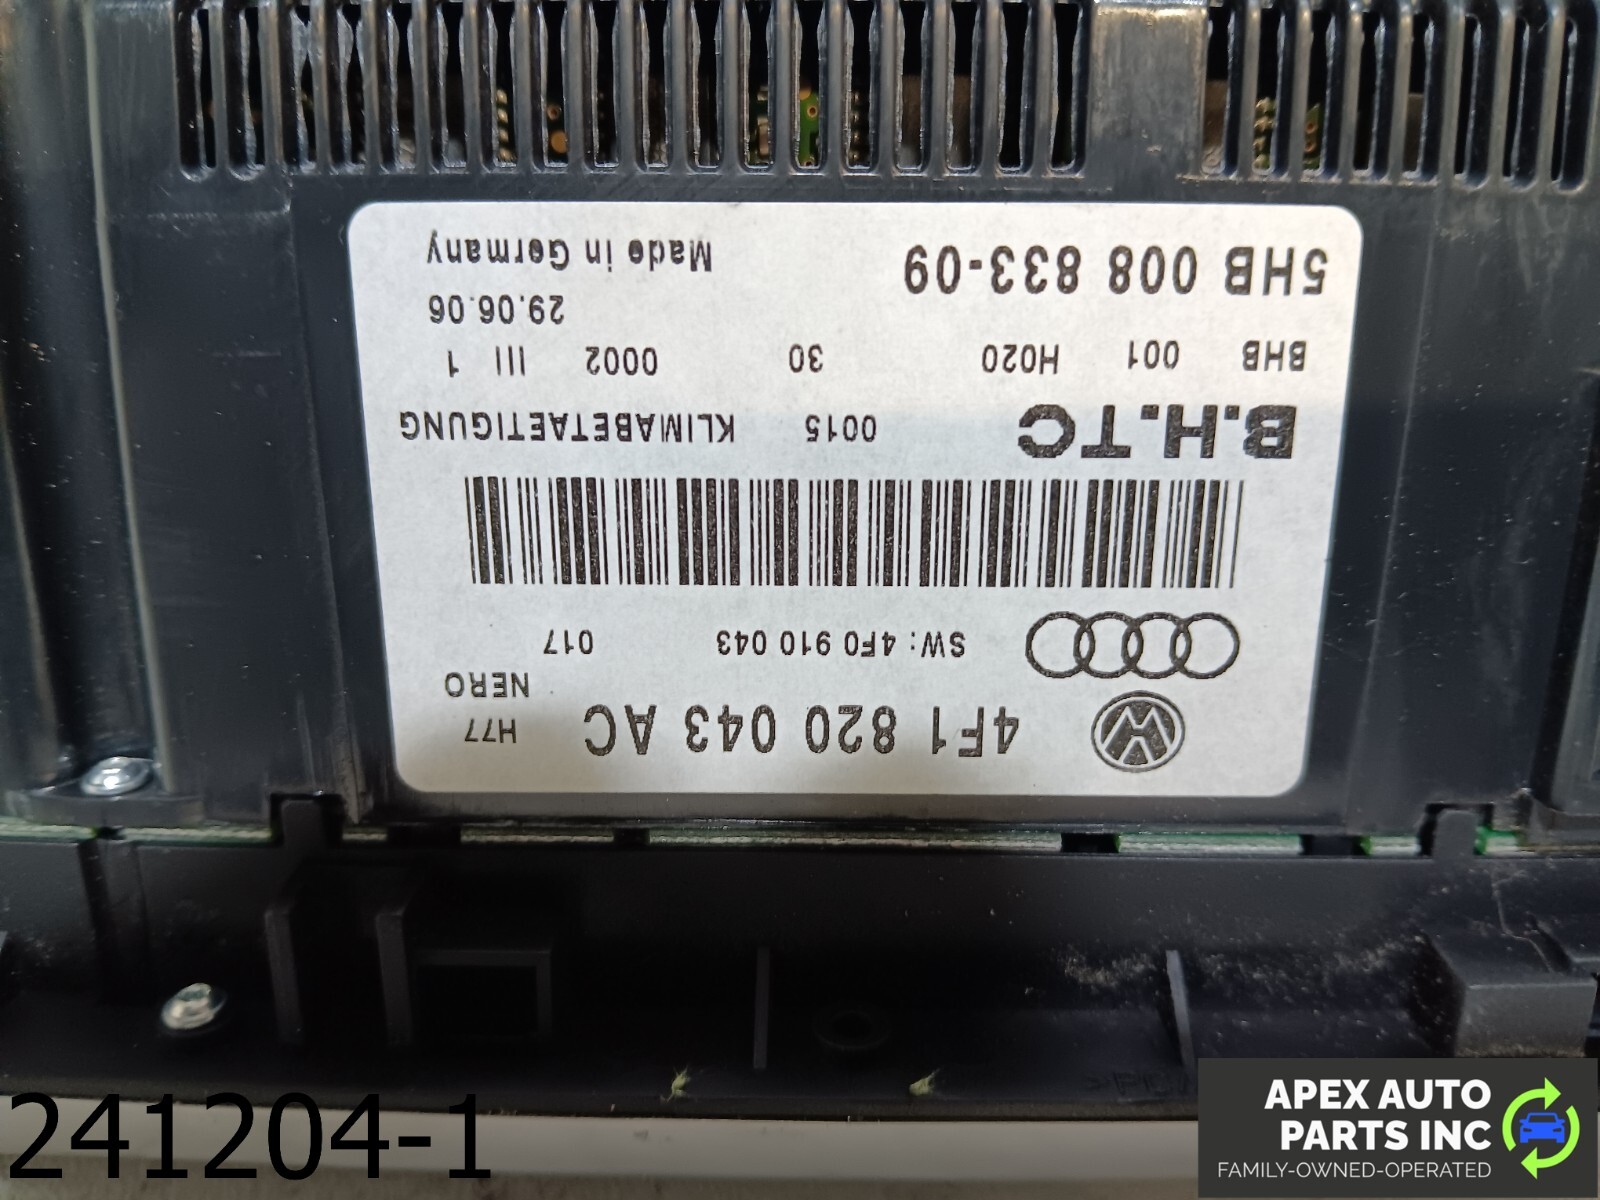 4F1 820 043 AC H77
NERO
SW: 4F0 910 043 017
B.H.TC 0015 KLIMABETAETIGUNG
BHB 001 H020 30 0002 III 1
29.06.06
5HB 008 833-09 Made in Germany
241204-1
APEX AUTO
PARTS INC
FAMILY-OWNED-OPERATED